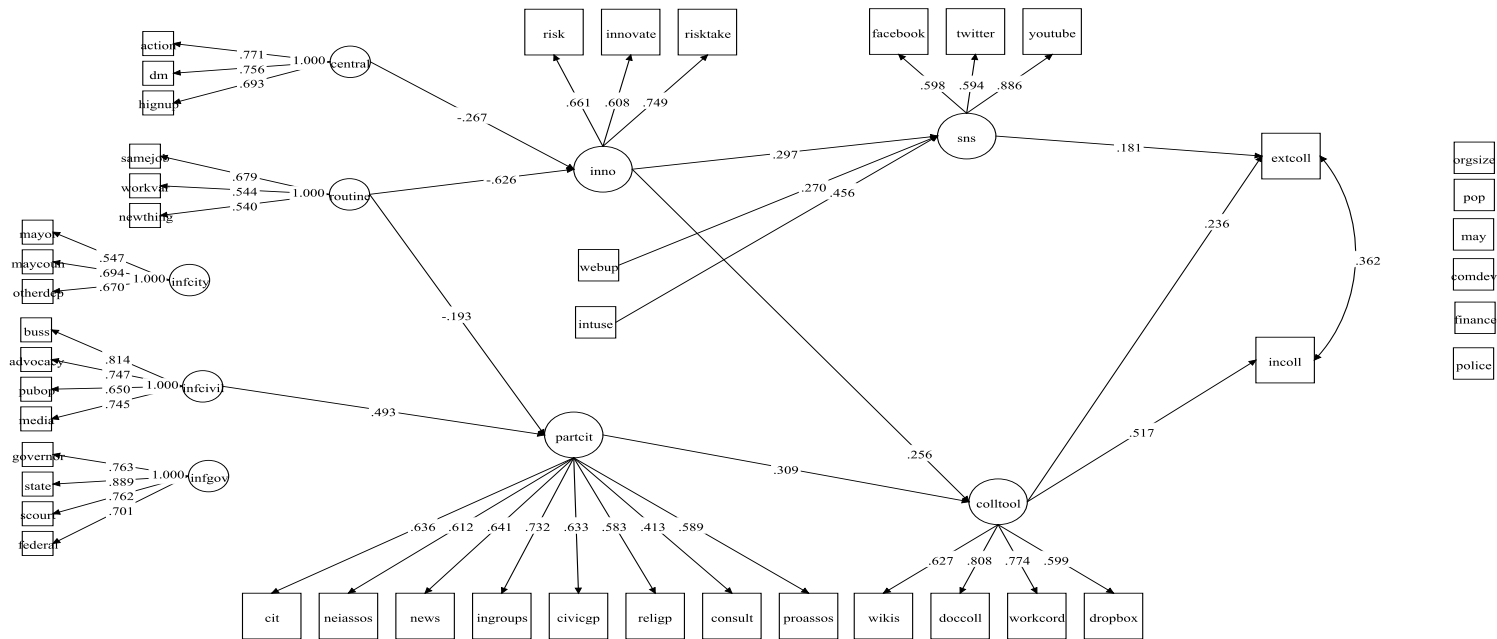 action
dm
hignup
.771
.756
.693
1.000
central
-.267
risk
innovate
risktake
.661
.608
.749
inno
facebook
twitter
youtube
.598
.594
.886
sns
.181
extcoll
samejob
workval
newthing
.679
.544
.540
1.000
routine
-.626
.297
.270
.456
webup
intuse
-.193
.236
.362
incoll
.517
mayor
maycoun
otherdep
.547
.694
.670
1.000
infcity
buss
advocacy
pubop
media
.814
.747
.650
.745
1.000
infcivil
.493
governor
state
scourt
federal
.763
.889
.762
.701
1.000
infgov
partcit
.309
.256
colltool
.636
.612
.641
.732
.633
.583
.413
.589
cit
neiassos
news
ingroups
civicgp
religp
consult
proassos
.627
.808
.774
.599
wikis
doccoll
workcord
dropbox
orgsize
pop
may
comdev
finance
police